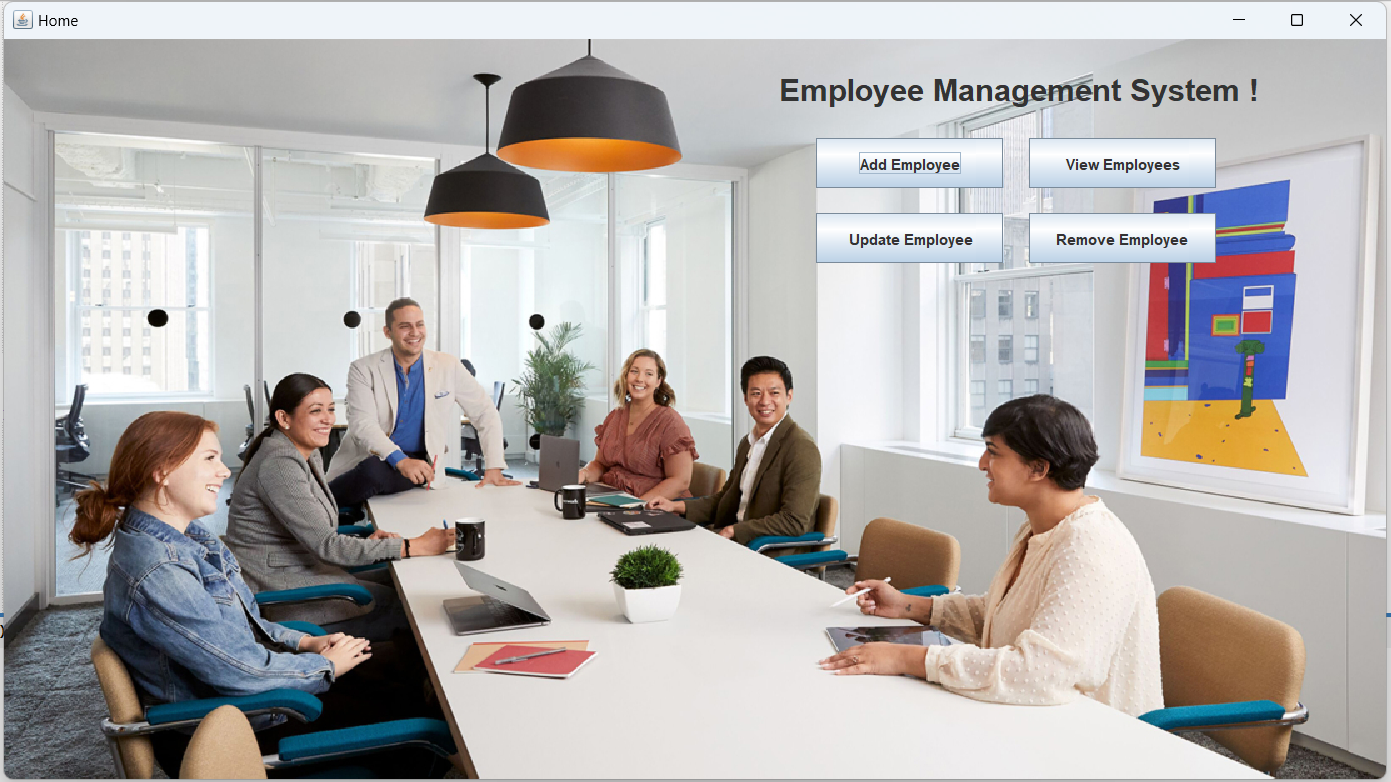 Home
Employee Management System !
Add Employee
View Employees
Update Employee
Remove Employee